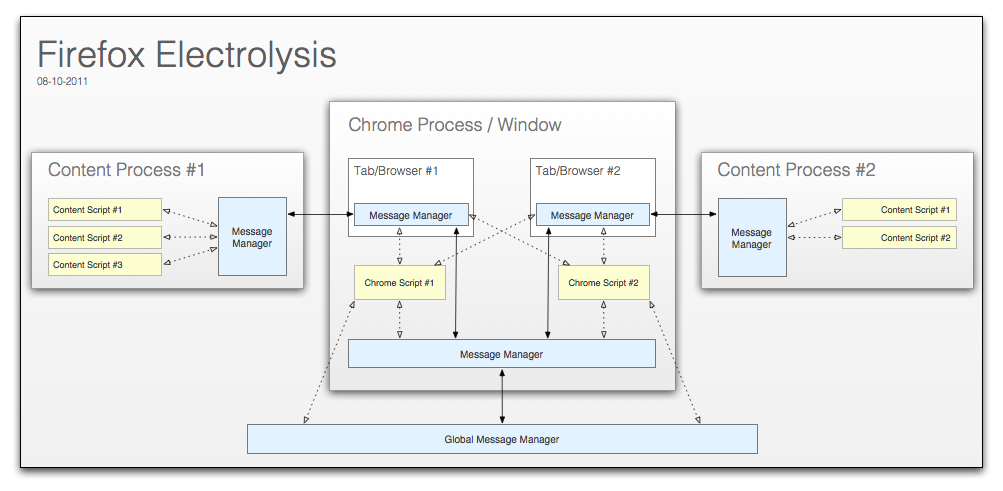 Firefox Electrolysis
08-10-2011
Chrome Process / Window
Content Process #1
Tab/Browser #1
Tab/Browser #2
Content Process #2
Content Script #1
Content Script #2
Content Script #3
Message
Manager
Message Manager
Message Manager
Message
Manager
Content Script #1
Content Script #2
Chrome Script #1
Chrome Script #2
Message Manager
Global Message Manager